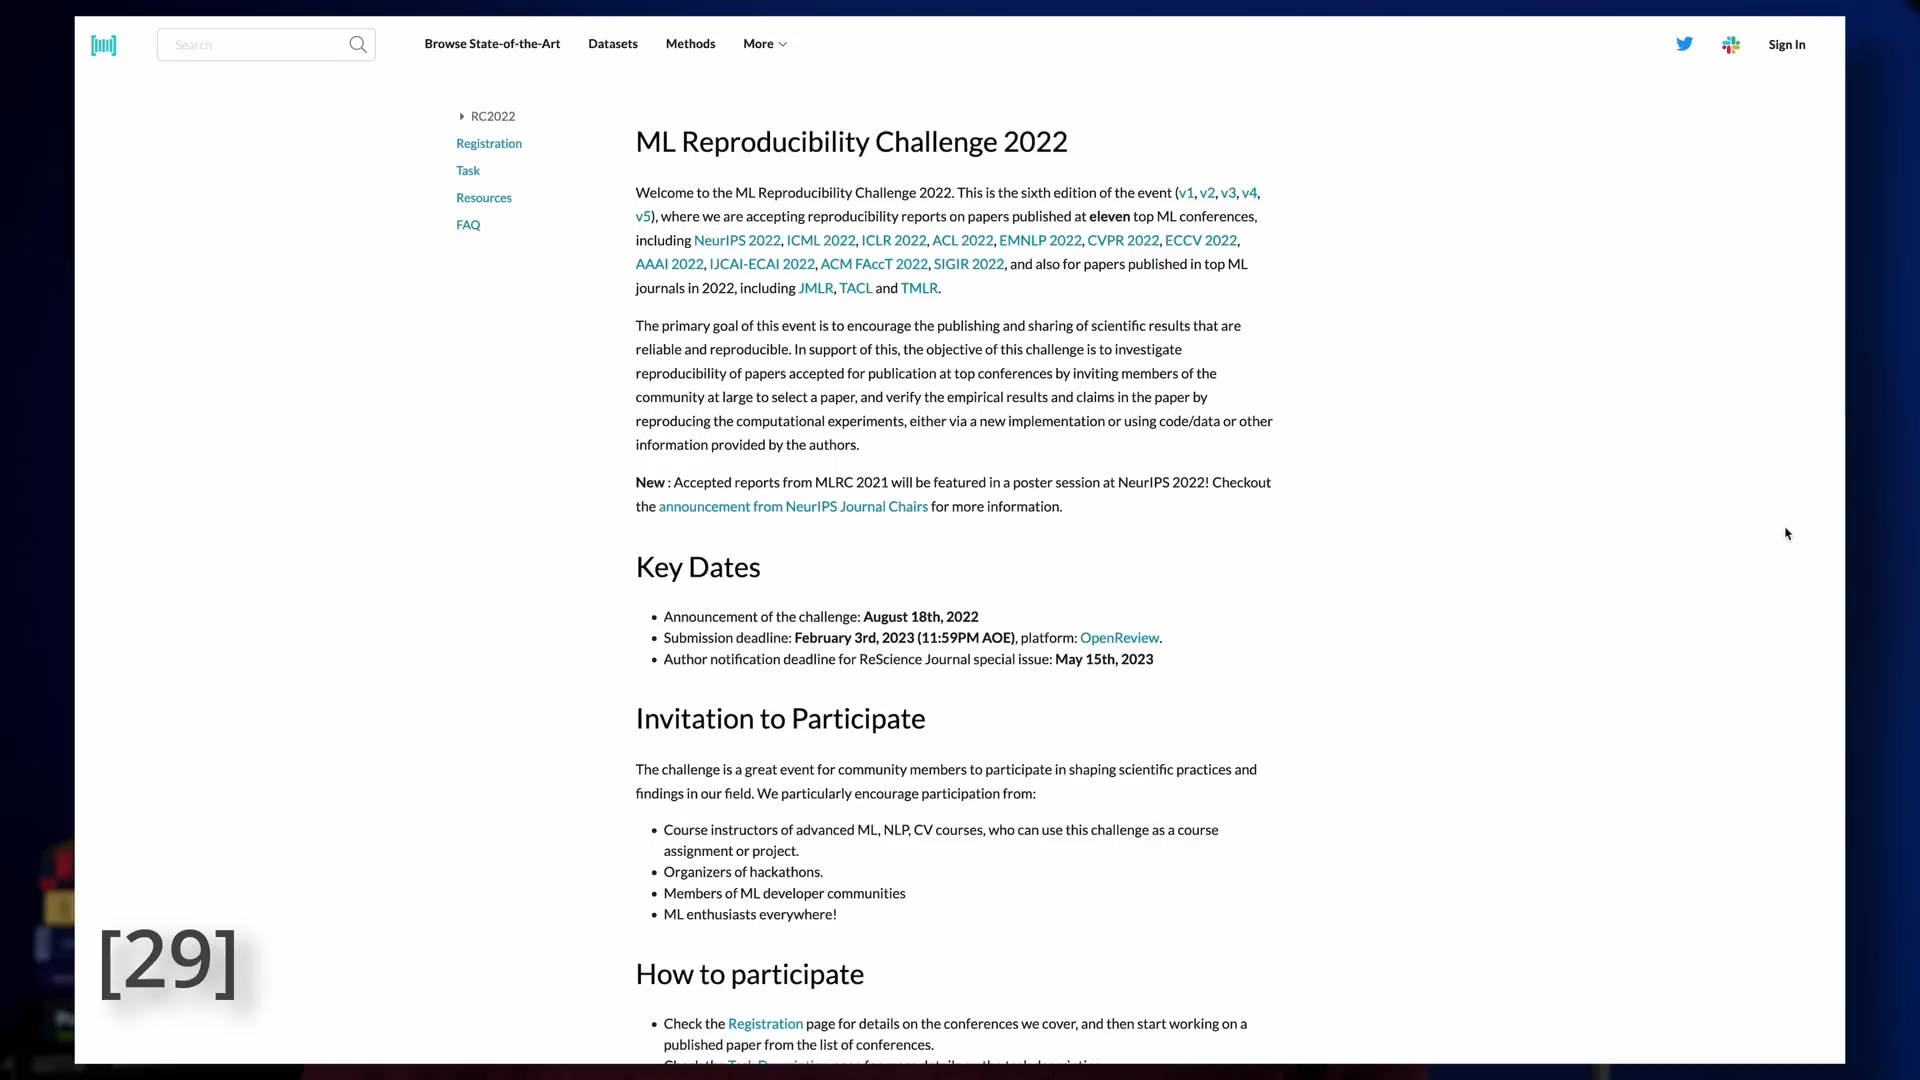 Search
Browse State-of-the-Art Datasets Methods More
Sign In
RC2022
Registration
Task
Resources
FAQ
ML Reproducibility Challenge 2022
Welcome to the ML Reproducibility Challenge 2022. This is the sixth edition of the event (v1, v2, v3, v4,
v5), where we are accepting reproducibility reports on papers published at eleven top ML conferences,
including NeurIPS 2022, ICML 2022, ICLR 2022, ACL 2022, EMNLP 2022, CVPR 2022, ECCV 2022,
AAAI 2022, IJCAI-ECAI 2022, ACM FAccT 2022, SIGIR 2022, and also for papers published in top ML
journals in 2022, including JMLR, TACL and TMLR.
The primary goal of this event is to encourage the publishing and sharing of scientific results that are
reliable and reproducible. In support of this, the objective of this challenge is to investigate
reproducibility of papers accepted for publication at top conferences by inviting members of the
community at large to select a paper, and verify the empirical results and claims in the paper by
reproducing the computational experiments, either via a new implementation or using code/data or other
information provided by the authors.
New : Accepted reports from MLRC 2021 will be featured in a poster session at NeurIPS 2022! Checkout
the announcement from NeurIPS Journal Chairs for more information.
Key Dates
• Announcement of the challenge: August 18th, 2022
• Submission deadline: February 3rd, 2023 (11:59PM AOE), platform: OpenReview.
• Author notification deadline for ReScience Journal special issue: May 15th, 2023
Invitation to Participate
The challenge is a great event for community members to participate in shaping scientific practices and
findings in our field. We particularly encourage participation from:
• Course instructors of advanced ML, NLP, CV courses, who can use this challenge as a course
assignment or project.
• Organizers of hackathons.
• Members of ML developer communities
• ML enthusiasts everywhere!
How to participate
• Check the Registration page for details on the conferences we cover, and then start working on a
published paper from the list of conferences.
[29]